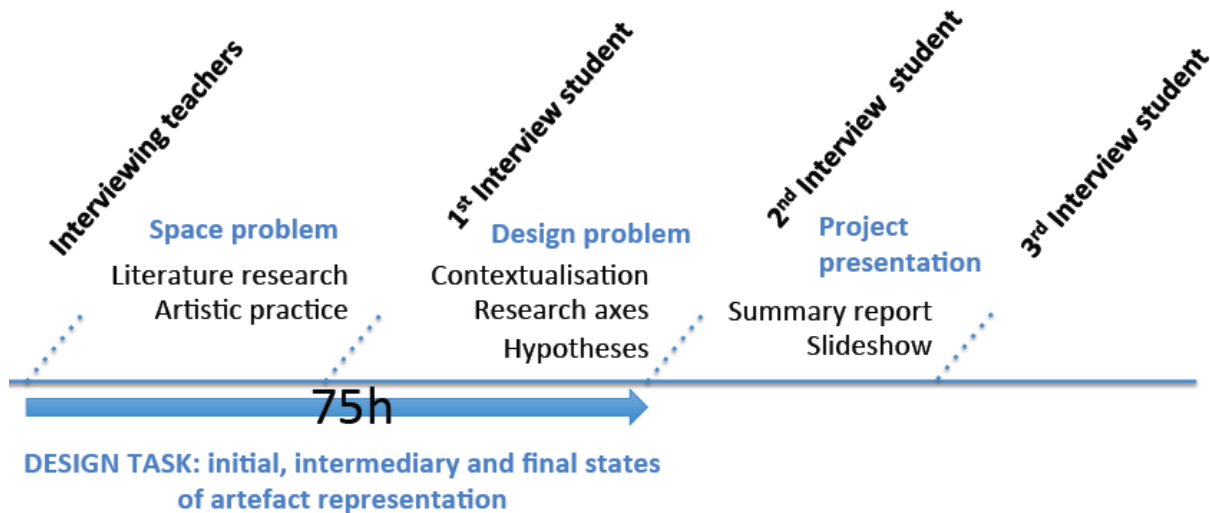 Interviewing teachers
1st Interview student
2nd Interview student
3rd Interview student
Space problem
Literature research
Artistic practice
Design problem
Contextualisation
Research axes
Hypotheses
Project
presentation
Summary report
Slideshow
75h
DESIGN TASK: initial, intermediary and final states
of artefact representation